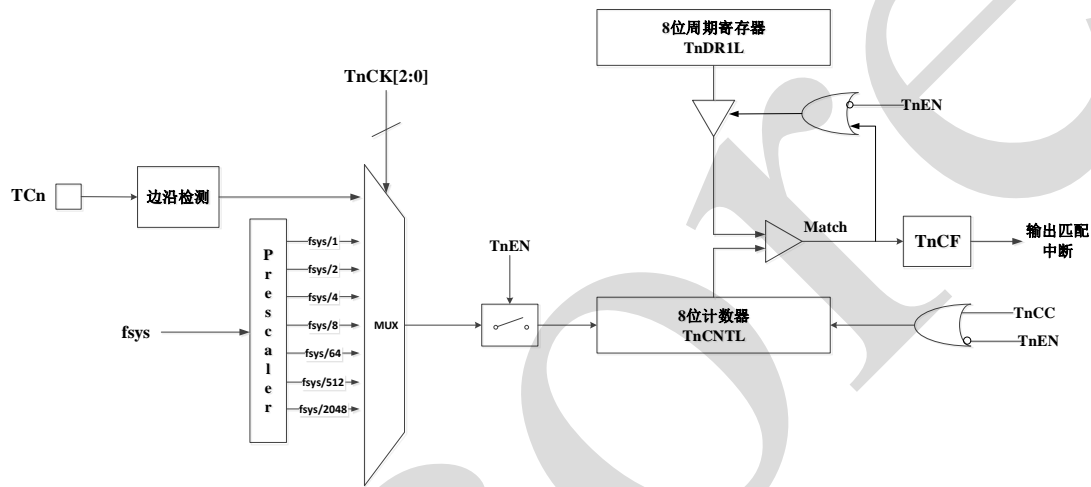 8位周期寄存器
TnDR1L
TnCK[2:0]
TnEN
TCn
边沿检测
Match
TnCF
输出匹配
中断
Prescaler
fsys/1
fsys/2
fsys/4
fsys/8
fsys/64
fsys/512
fsys/2048
fsys
MUX
TnEN
8位计数器
TnCNTL
TnCC
TnEN